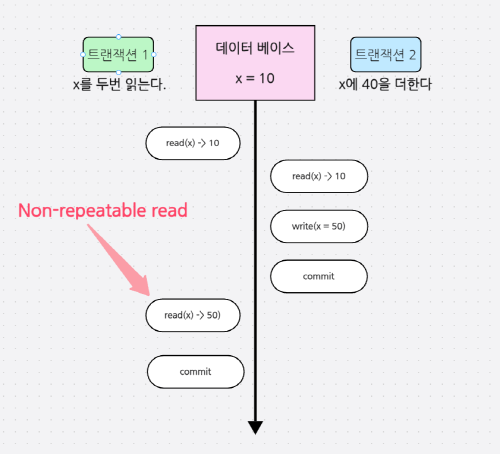 트랜잭션 1
데이터 베이스
트랜잭션 2
x = 10
x를 두번 읽는다.
x에 40을 더한다
read(x) -> 10
read(x) -> 10
Non-repeatable read
write(x = 50)
commit
read(x) -> 50)
commit